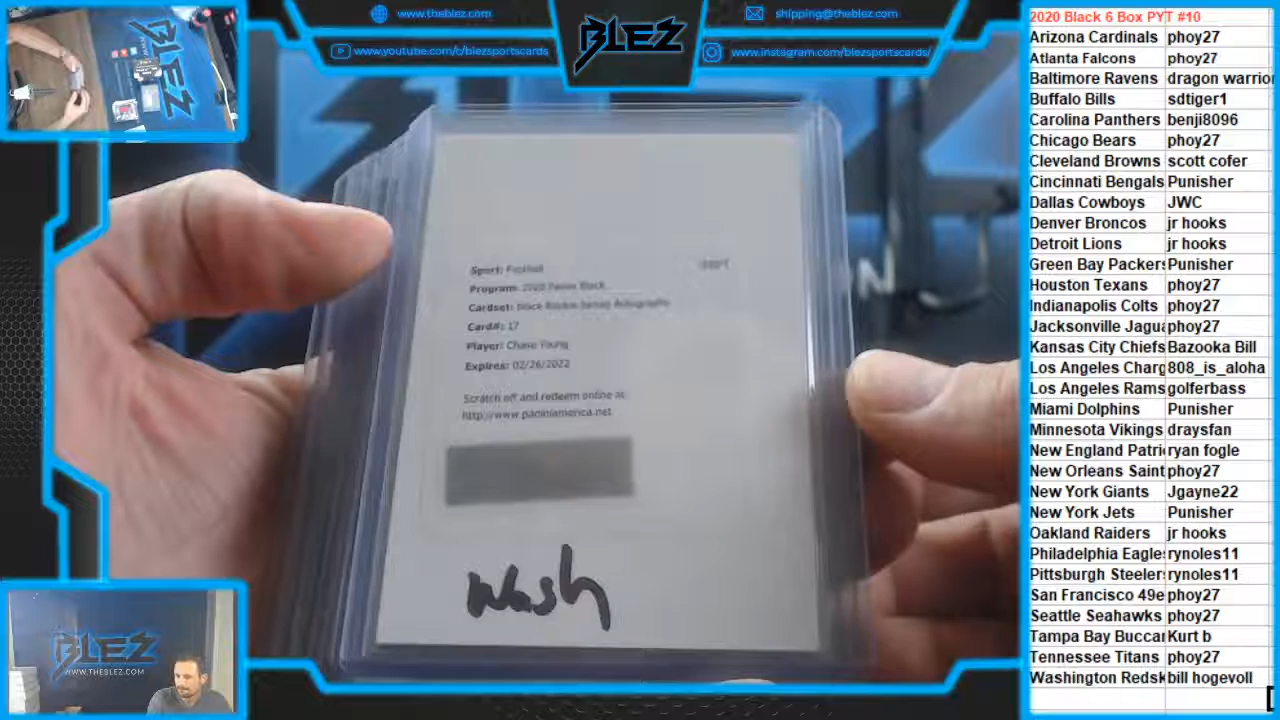 www.theblez.com
www.youtube.com/c/blezsportscards
BLEZ
shipping@theblez.com
www.instagram.com/blezsportscards/
BLEZ
Sport: Football
Program: 2020 Panini Black
Cardset: Black Rookie Autographs
Card#: 17
Player: Chase Young
Expires: 02/26/2022
Scratch off and redeem online at:
http://www.paniniamerica.net
Wash
BLEZ
WWW.THEBLEZ.COM
2020 Black 6 Box PYT #10
Arizona Cardinals phoy27
Atlanta Falcons phoy27
Baltimore Ravens dragon warrior
Buffalo Bills sdtiger1
Carolina Panthers benji8096
Chicago Bears phoy27
Cleveland Browns scott cofer
Cincinnati Bengals Punisher
Dallas Cowboys JWC
Denver Broncos jr hooks
Detroit Lions jr hooks
Green Bay Packers Punisher
Houston Texans phoy27
Indianapolis Colts phoy27
Jacksonville Jagua phoy27
Kansas City Chiefs Bazooka Bill
Los Angeles Charg 808_is_aloha
Los Angeles Rams golferbass
Miami Dolphins Punisher
Minnesota Vikings draysfan
New England Patri ryan fogle
New Orleans Saint phoy27
New York Giants Jgayne22
New York Jets Punisher
Oakland Raiders jr hooks
Philadelphia Eagle rynoles11
Pittsburgh Steelers rynoles11
San Francisco 49e phoy27
Seattle Seahawks phoy27
Tampa Bay Buccan Kurt b
Tennessee Titans phoy27
Washington Redsk bill hogevoll